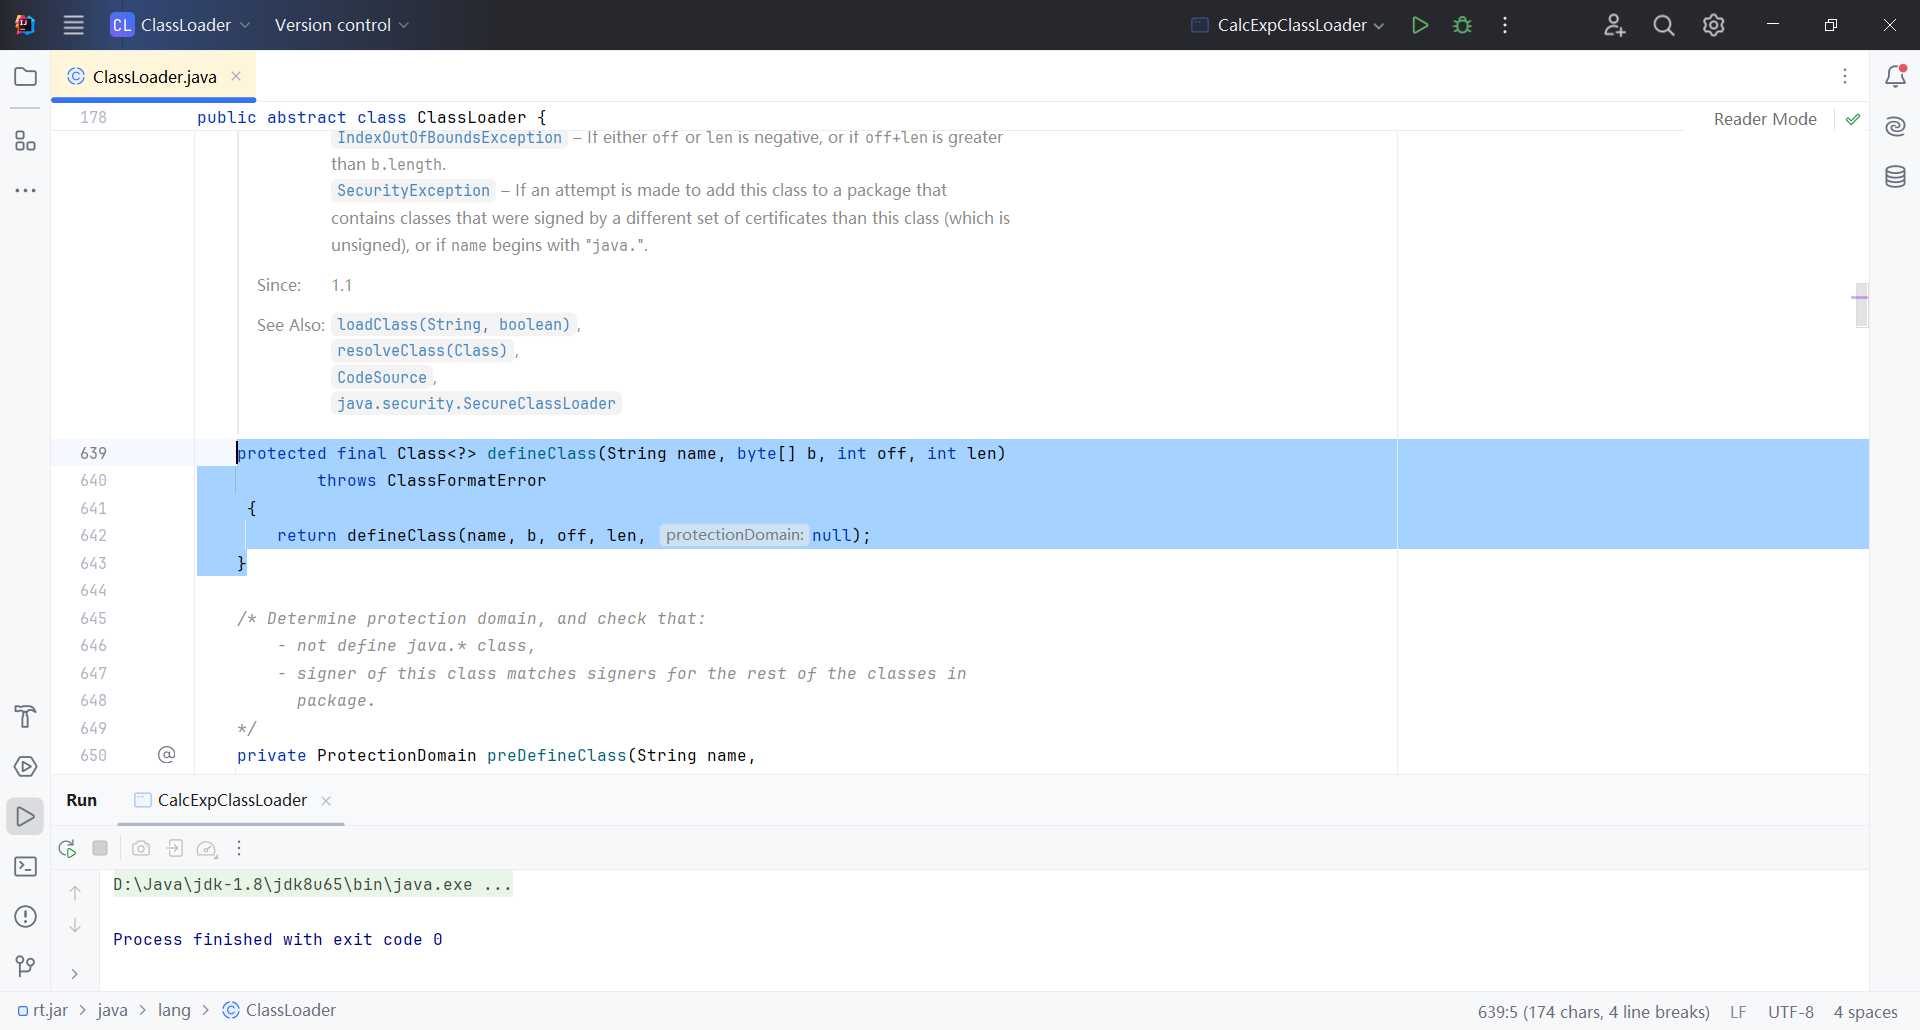 CL ClassLoader Version control CalcExpClassLoader
ClassLoader.java
178 public abstract class ClassLoader { Reader Mode
IndexOutOfBoundsException – If either off or len is negative, or if off+len is greater
than b.length.
SecurityException – If an attempt is made to add this class to a package that
contains classes that were signed by a different set of certificates than this class (which is
unsigned), or if name begins with "java.".
Since: 1.1
See Also: loadClass(String, boolean),
resolveClass(Class),
CodeSource,
java.security.SecureClassLoader
639 protected final Class<?> defineClass(String name, byte[] b, int off, int len)
640 throws ClassFormatError
641 {
642 return defineClass(name, b, off, len, protectionDomain: null);
643 }
644
645 /* Determine protection domain, and check that:
646 - not define java.* class,
647 - signer of this class matches signers for the rest of the classes in
648 package.
649 */
650 @ private ProtectionDomain preDefineClass(String name,
Run CalcExpClassLoader
D:\Java\jdk-1.8\jdk8u65\bin\java.exe ...
Process finished with exit code 0
rt.jar > java > lang > ClassLoader 639:5 (174 chars, 4 line breaks) LF UTF-8 4 spaces